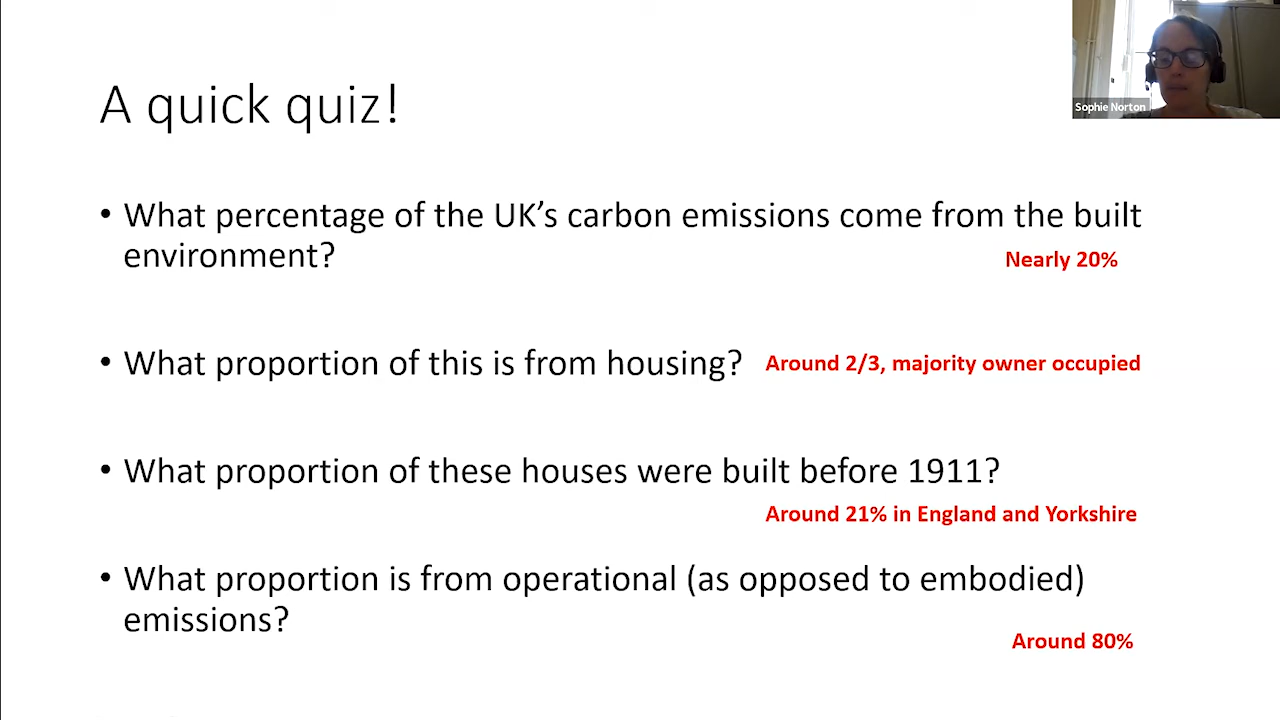 Sophie Norton
A quick quiz!
• What percentage of the UK’s carbon emissions come from the built
environment?
Nearly 20%
• What proportion of this is from housing? Around 2/3, majority owner occupied
• What proportion of these houses were built before 1911?
Around 21% in England and Yorkshire
• What proportion is from operational (as opposed to embodied)
emissions?
Around 80%